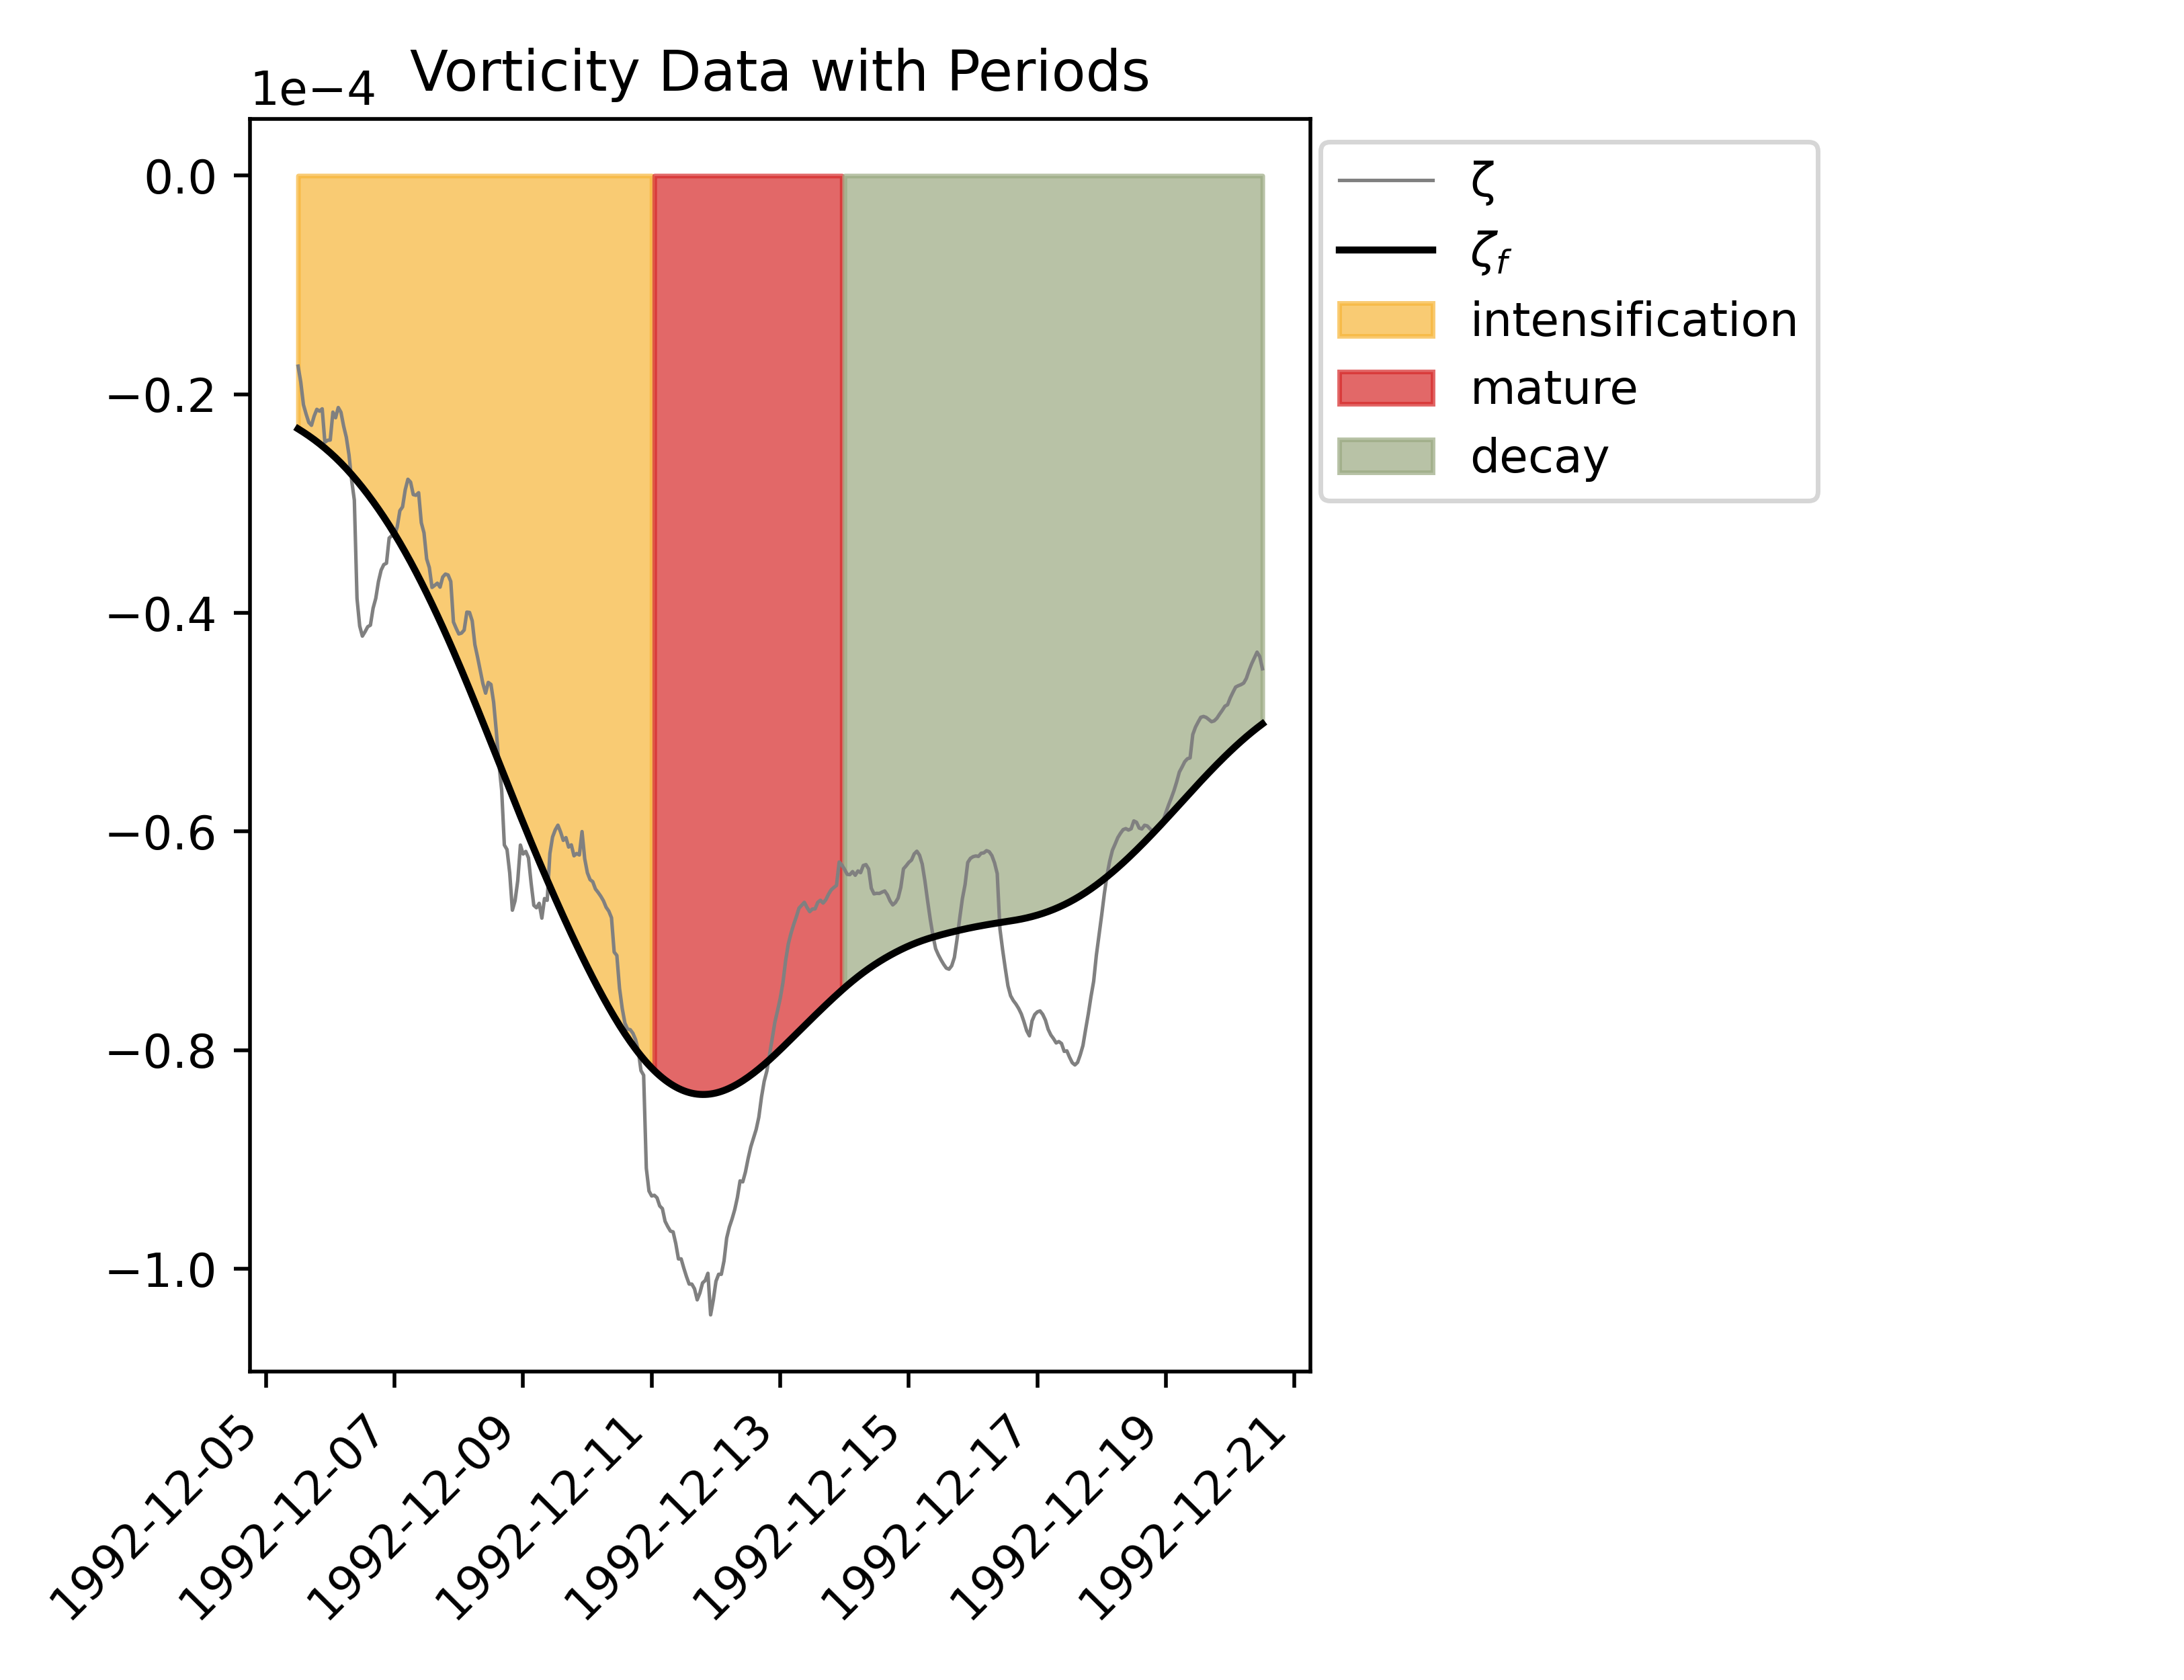 Vorticity Data with Periods
1e−4
0.0
−0.2
−0.4
−0.6
−0.8
−1.0
1992-12-05
1992-12-07
1992-12-09
1992-12-11
1992-12-13
1992-12-15
1992-12-17
1992-12-19
1992-12-21
ζ
ζf
intensification
mature
decay